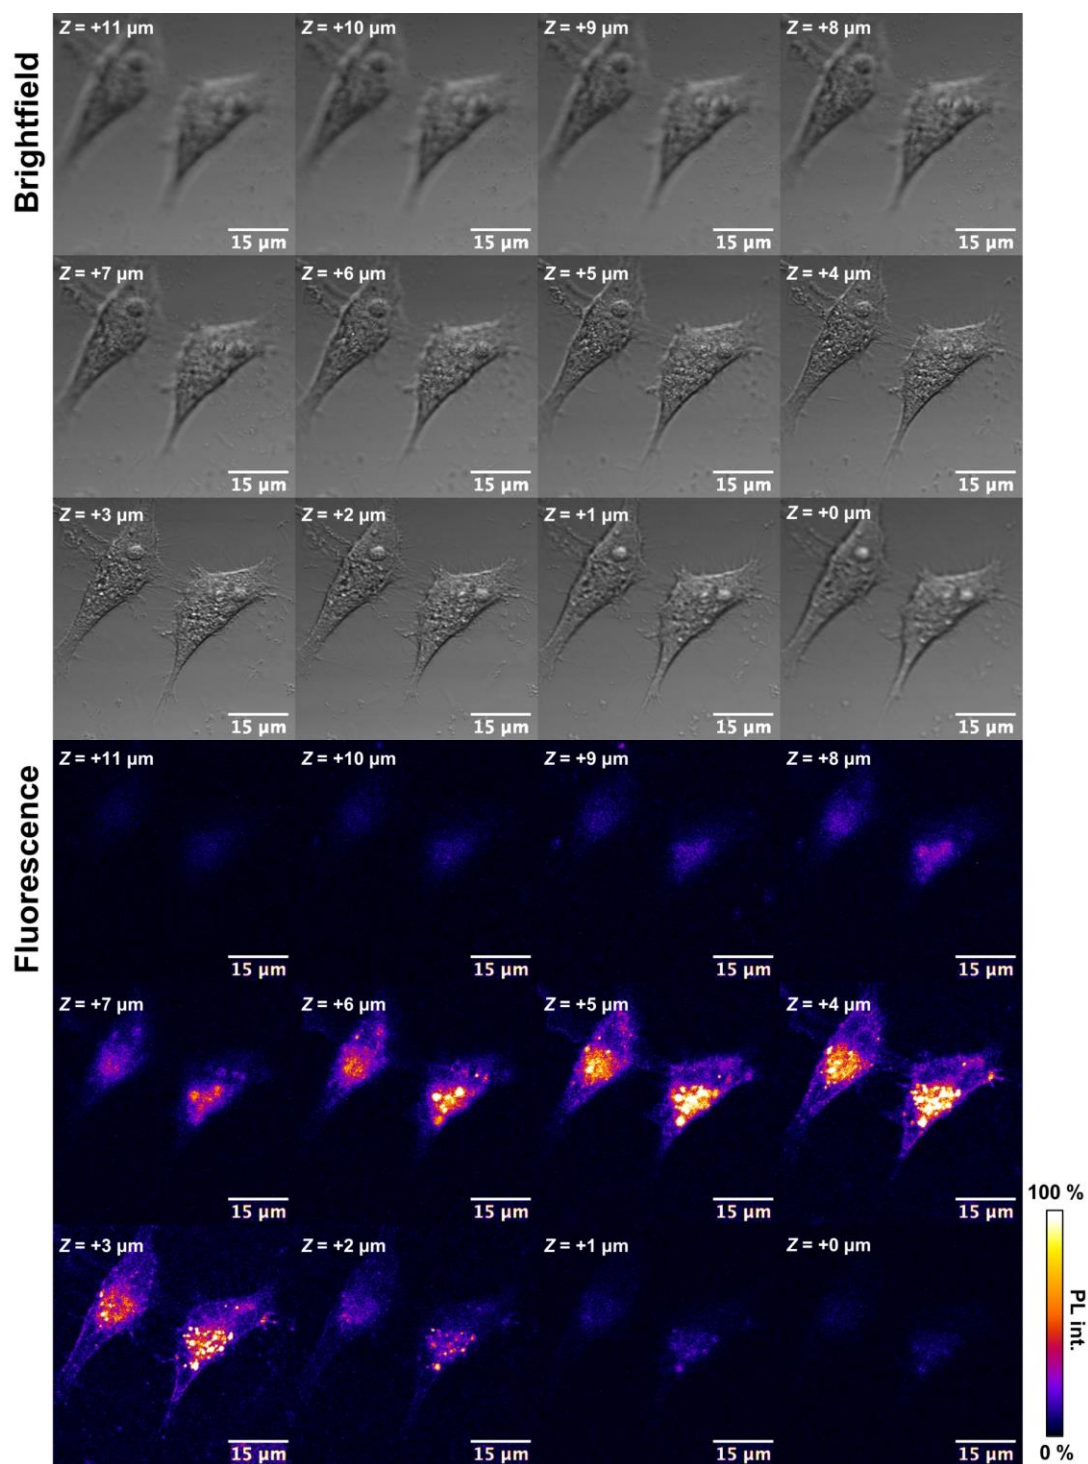 Brightfield
Z = +11 µm
Z = +10 µm
Z = +9 µm
Z = +8 µm
15 µm
15 µm
15 µm
15 µm
Z = +7 µm
Z = +6 µm
Z = +5 µm
Z = +4 µm
15 µm
15 µm
15 µm
15 µm
Z = +3 µm
Z = +2 µm
Z = +1 µm
Z = +0 µm
15 µm
15 µm
15 µm
15 µm
Fluorescence
Z = +11 µm
Z = +10 µm
Z = +9 µm
Z = +8 µm
15 µm
15 µm
15 µm
15 µm
Z = +7 µm
Z = +6 µm
Z = +5 µm
Z = +4 µm
15 µm
15 µm
15 µm
15 µm
Z = +3 µm
Z = +2 µm
Z = +1 µm
Z = +0 µm
15 µm
15 µm
15 µm
15 µm
100 %
PL int.
0 %